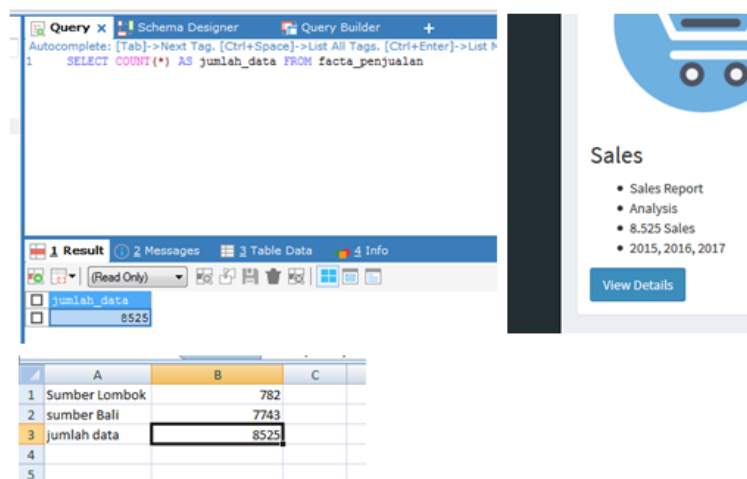 Query x Schema Designer Query Builder +
Autocomplete: [Tab]->Next Tag. [Ctrl+Space]->List All Tags. [Ctrl+Enter]->List M
1 SELECT COUNT(*) AS jumlah_data FROM facta_penjualan
1 Result 2 Messages 3 Table Data 4 Info
(Read Only)
jumlah_data
8525
Sales
Sales Report
Analysis
8.525 Sales
2015, 2016, 2017
View Details
A B C
1 Sumber Lombok 782
2 sumber Bali 7743
3 jumlah data 8525
4
5